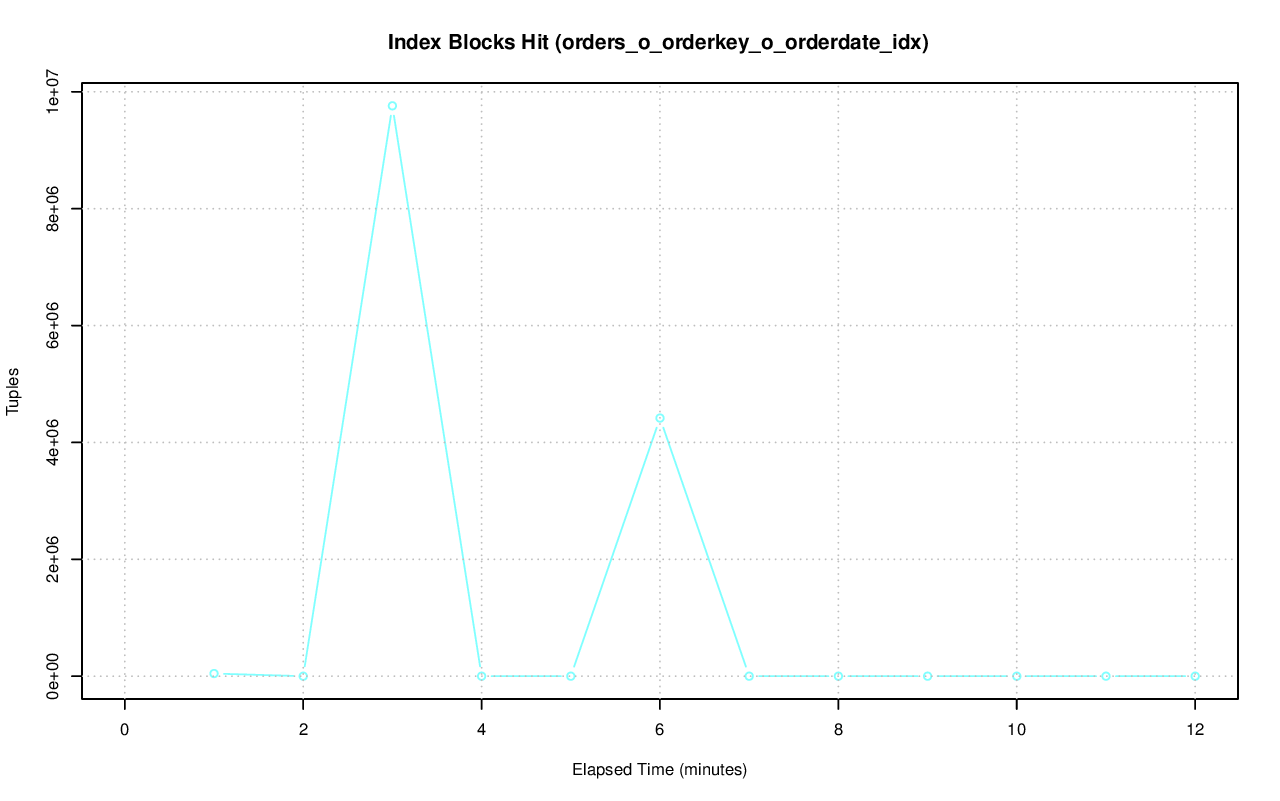 Index Blocks Hit (orders_o_orderkey_o_orderdate_idx)
1e+07
8e+06
6e+06
4e+06
2e+06
0e+00
Tuples
0 2 4 6 8 10 12
Elapsed Time (minutes)